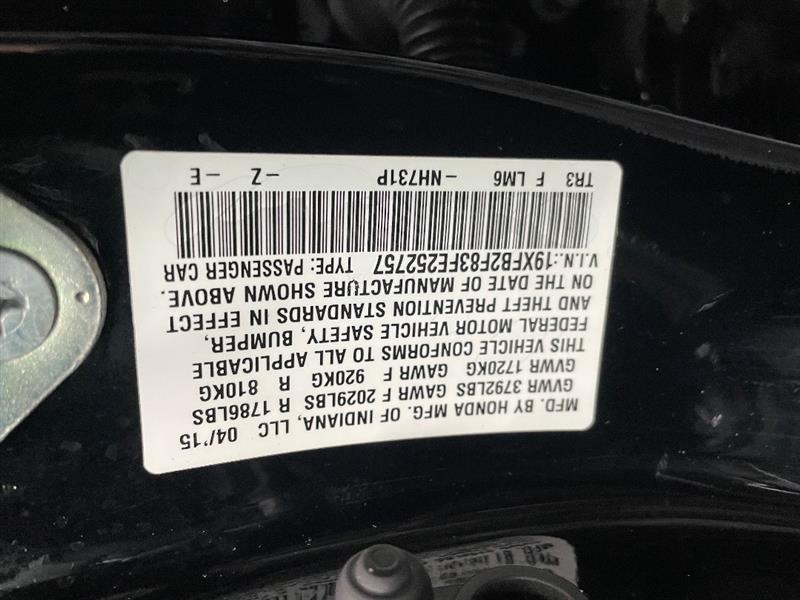 MFD. BY HONDA MFG. OF INDIANA, LLC 04/'15
GVWR 3792LBS GAWR F 2029LBS R 1786LBS
GVWR 1720KG GAWR F 920KG R 810KG
THIS VEHICLE CONFORMS TO ALL APPLICABLE
FEDERAL MOTOR VEHICLE SAFETY, BUMPER,
AND THEFT PREVENTION STANDARDS IN EFFECT
ON THE DATE OF MANUFACTURE SHOWN ABOVE.
V.I.N.:19XFB2F83FE252757 TYPE: PASSENGER CAR
TR3 F LM6 -NH731P -Z -E